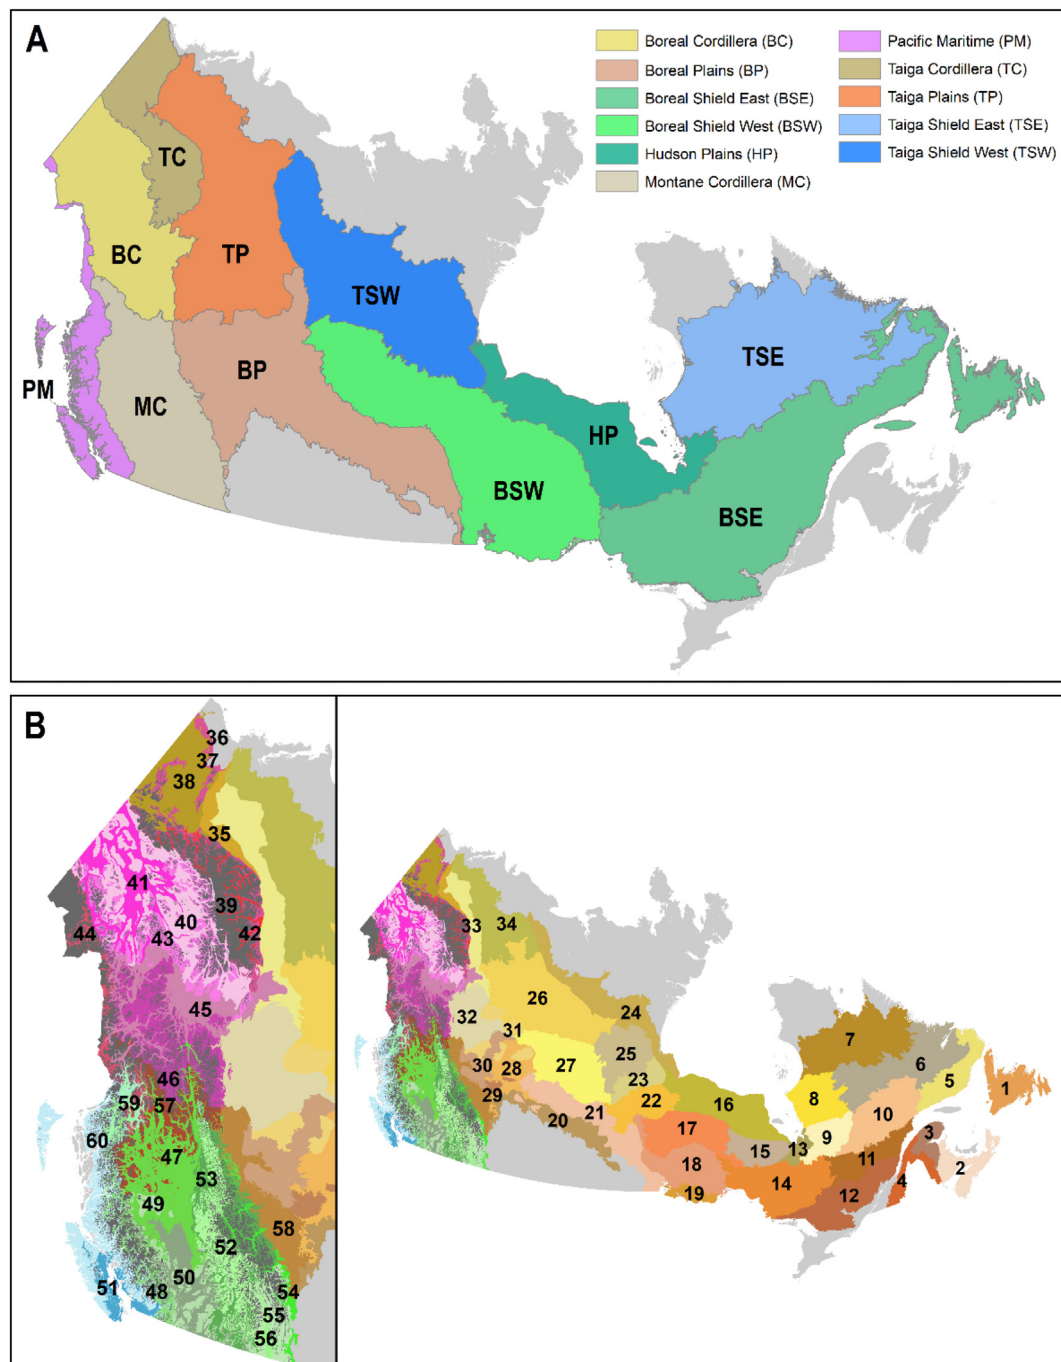 A
Boreal Cordillera (BC)
Boreal Plains (BP)
Boreal Shield East (BSE)
Boreal Shield West (BSW)
Hudson Plains (HP)
Montane Cordillera (MC)
Pacific Maritime (PM)
Taiga Cordillera (TC)
Taiga Plains (TP)
Taiga Shield East (TSE)
Taiga Shield West (TSW)
TC
BC
TP
TSW
TSE
PM
MC
BP
HP
BSW
BSE
B
36
37
38
35
41
39
40
44
43
42
45
46
59
57
60
47
53
49
58
52
50
51
48
54
55
56
33
34
26
24
32
31
25
7
6
5
1
30
28
27
23
29
22
16
8
10
20
21
17
3
9
13
15
11
2
18
14
4
12
19